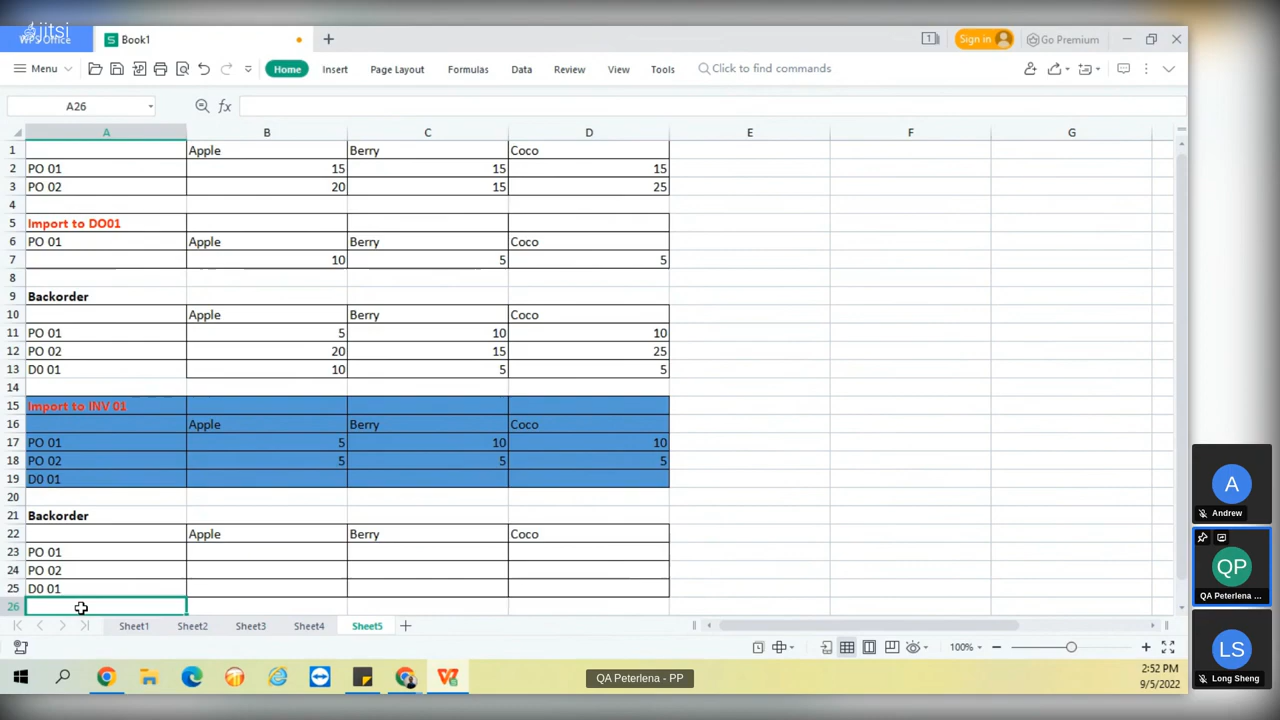 jitsi
WPS Office
Book1
Sign in
Go Premium
Menu
Home
Insert
Page Layout
Formulas
Data
Review
View
Tools
Click to find commands
A26
fx
A B C D E F G
1 Apple Berry Coco
2 PO 01 15 15 15
3 PO 02 20 15 25
4
5 Import to DO01
6 PO 01 Apple Berry Coco
7 10 5 5
8
9 Backorder
10 Apple Berry Coco
11 PO 01 5 10 10
12 PO 02 20 15 25
13 D0 01 10 5 5
14
15 Import to INV 01
16 Apple Berry Coco
17 PO 01 5 10 10
18 PO 02 5 5 5
19 D0 01
20
21 Backorder
22 Apple Berry Coco
23 PO 01
24 PO 02
25 D0 01
26
Sheet1 Sheet2 Sheet3 Sheet4 Sheet5
100%
2:52 PM
9/5/2022
QA Peterlena - PP
A
Andrew
QP
QA Peterlena ...
LS
Long Sheng